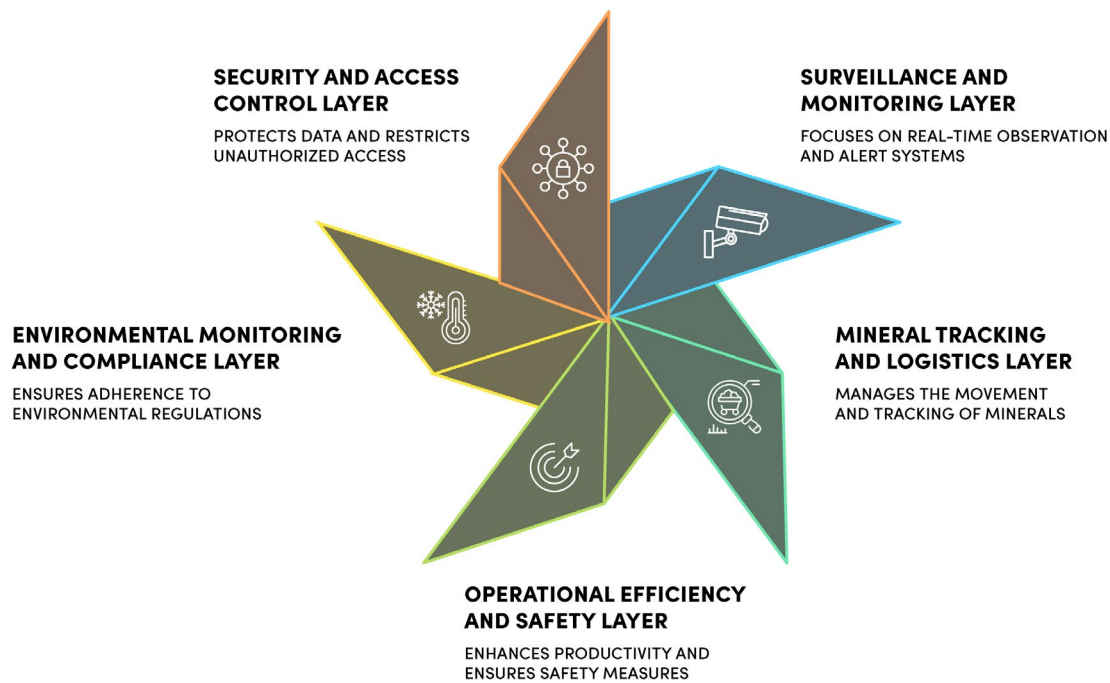 SECURITY AND ACCESS
CONTROL LAYER
PROTECTS DATA AND RESTRICTS
UNAUTHORIZED ACCESS
SURVEILLANCE AND
MONITORING LAYER
FOCUSES ON REAL-TIME OBSERVATION
AND ALERT SYSTEMS
ENVIRONMENTAL MONITORING
AND COMPLIANCE LAYER
ENSURES ADHERENCE TO
ENVIRONMENTAL REGULATIONS
MINERAL TRACKING
AND LOGISTICS LAYER
MANAGES THE MOVEMENT
AND TRACKING OF MINERALS
OPERATIONAL EFFICIENCY
AND SAFETY LAYER
ENHANCES PRODUCTIVITY AND
ENSURES SAFETY MEASURES